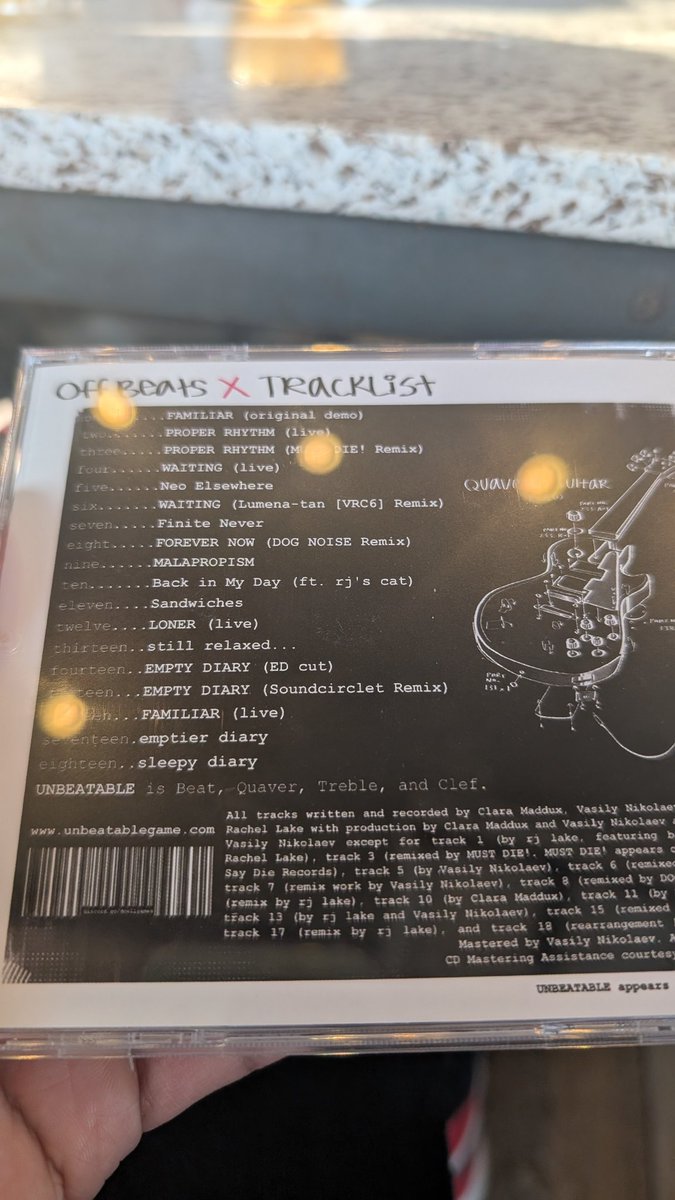 OFFBEATS X TRACKLIST
.......FAMILIAR (original demo)
two.......PROPER RHYTHM (live)
three.....PROPER RHYTHM (MUST DIE! Remix)
four......WAITING (live)
five......Neo Elsewhere
six.......WAITING (Lumena-tan [VRC6] Remix)
seven.....Finite Never
eight.....FOREVER NOW (DOG NOISE Remix)
nine......MALAPROPISM
ten.......Back in My Day (ft. rj's cat)
eleven....Sandwiches
twelve....LONER (live)
thirteen..still relaxed...
fourteen..EMPTY DIARY (ED cut)
fifteen...EMPTY DIARY (Soundcirclet Remix)
...FAMILIAR (live)
seventeen.emptier diary
eighteen..sleepy diary
QUAVER GUITAR
PART NO. 151.1
UNBEATABLE is Beat, Quaver, Treble, and Clef.
www.unbeatablegame.com
All tracks written and recorded by Clara Maddux, Vasily Nikolaev
Rachel Lake with production by Clara Maddux and Vasily Nikolaev
Vasily Nikolaev except for track 1 (by rj lake, featuring
Rachel Lake), track 3 (remixed by MUST DIE!. MUST DIE! appears
Say Die Records), track 5 (by Vasily Nikolaev), track 6 (remixed
track 7 (remix work by Vasily Nikolaev), track 8 (remixed by
(remix by rj lake), track 10 (by Clara Maddux), track 11 (by
track 13 (by rj lake and Vasily Nikolaev), track 15 (remixed
track 17 (remix by rj lake), and track 18 (rearrangement
Mastered by Vasily Nikolaev.
CD Mastering Assistance courtesy
UNBEATABLE appears